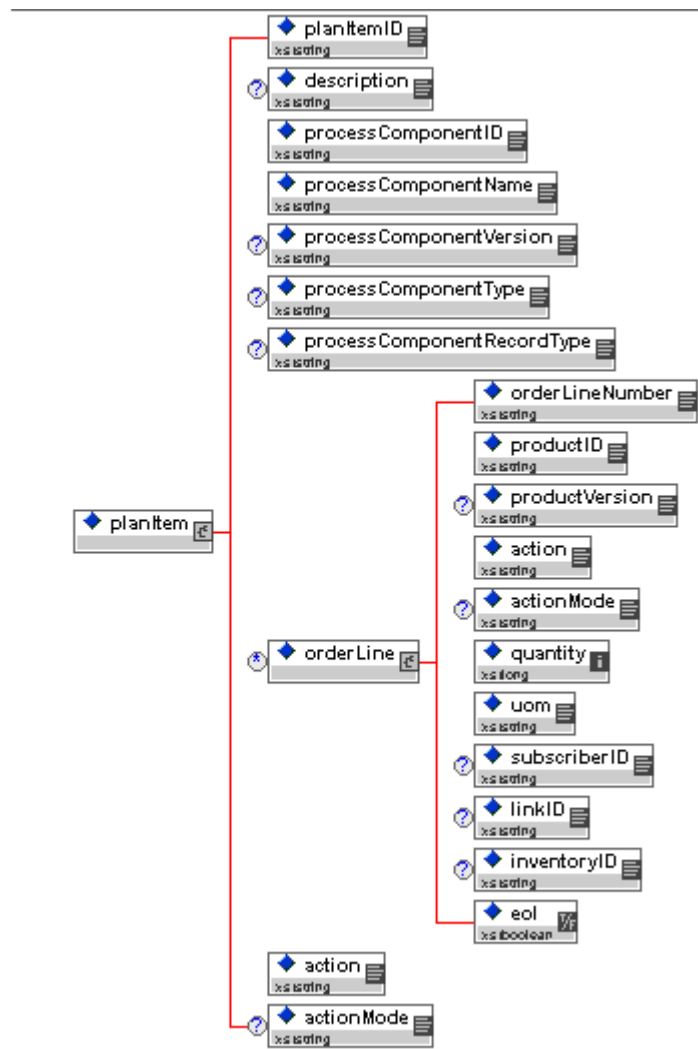 planItemID
xs:string
? description
xs:string
processComponentID
xs:string
processComponentName
xs:string
? processComponentVersion
xs:string
? processComponentType
xs:string
? processComponentRecordType
xs:string
orderLineNumber
xs:string
productID
xs:string
? productVersion
xs:string
planItem
action
xs:string
? actionMode
xs:string
* orderLine
quantity
xs:long
uom
xs:string
? subscriberID
xs:string
? linkID
xs:string
? inventoryID
xs:string
eol
xs:boolean
T/F
action
xs:string
? actionMode
xs:string